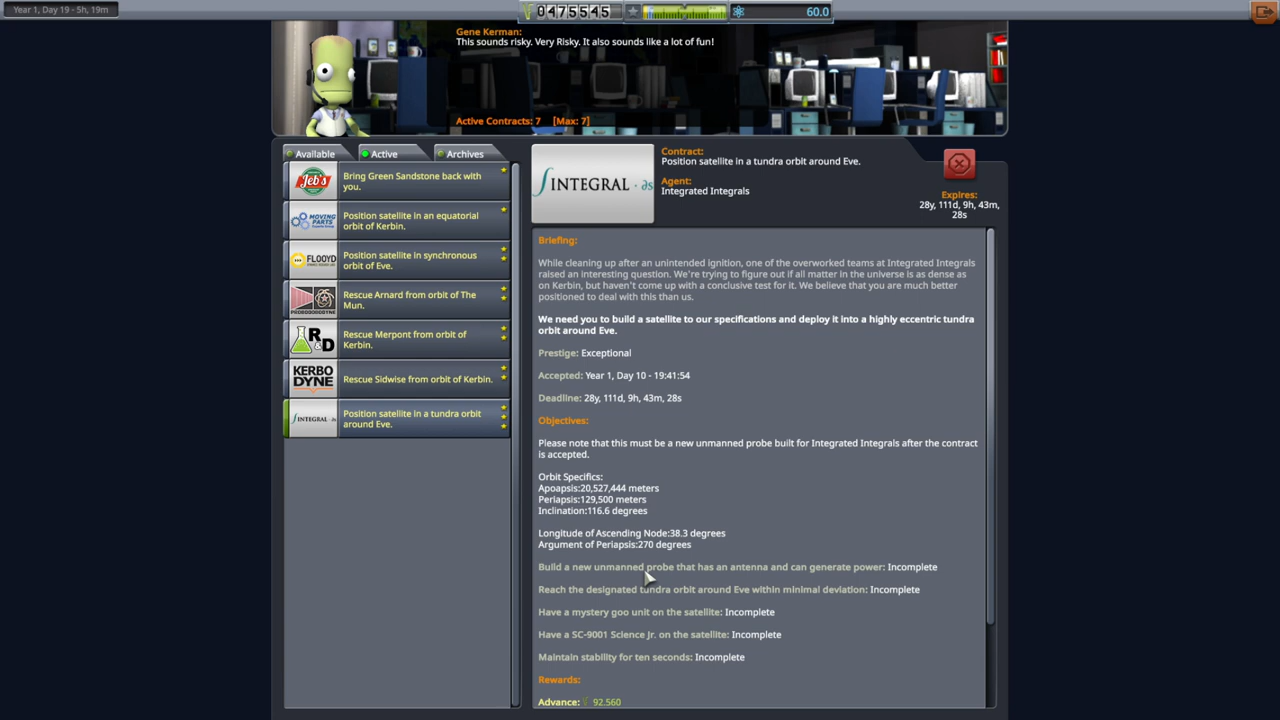 Year 1, Day 19 - 5h, 19m
0475545
60.0
Gene Kerman:
This sounds risky. Very Risky. It also sounds like a lot of fun!
Active Contracts: 7 [Max: 7]
Available
Active
Archives
Jeb's
Bring Green Sandstone back with
you.
MOVING
PARTS
Position satellite in an equatorial
orbit of Kerbin.
FLOOYD
Position satellite in synchronous
orbit of Eve.
PROBODOBODYNE
Rescue Arnard from orbit of The
Mun.
R&D
Rescue Merpont from orbit of
Kerbin.
KERBO
DYNE
Rescue Sidwise from orbit of Kerbin.
∫INTEGRAL · ∂s
Position satellite in a tundra orbit
around Eve.
∫INTEGRAL · ∂s
Contract:
Position satellite in a tundra orbit around Eve.
Agent:
Integrated Integrals
Expires:
28y, 111d, 9h, 43m,
28s
Briefing:
While cleaning up after an unintended ignition, one of the overworked teams at Integrated Integrals
raised an interesting question. We're trying to figure out if all matter in the universe is as dense as
on Kerbin, but haven't come up with a conclusive test for it. We believe that you are much better
positioned to deal with this than us.
We need you to build a satellite to our specifications and deploy it into a highly eccentric tundra
orbit around Eve.
Prestige: Exceptional
Accepted: Year 1, Day 10 - 19:41:54
Deadline: 28y, 111d, 9h, 43m, 28s
Objectives:
Please note that this must be a new unmanned probe built for Integrated Integrals after the contract
is accepted.
Orbit Specifics:
Apoapsis:20,527,444 meters
Periapsis:129,500 meters
Inclination:116.6 degrees
Longitude of Ascending Node:38.3 degrees
Argument of Periapsis:270 degrees
Build a new unmanned probe that has an antenna and can generate power: Incomplete
Reach the designated tundra orbit around Eve within minimal deviation: Incomplete
Have a mystery goo unit on the satellite: Incomplete
Have a SC-9001 Science Jr. on the satellite: Incomplete
Maintain stability for ten seconds: Incomplete
Rewards:
Advance: 92,560